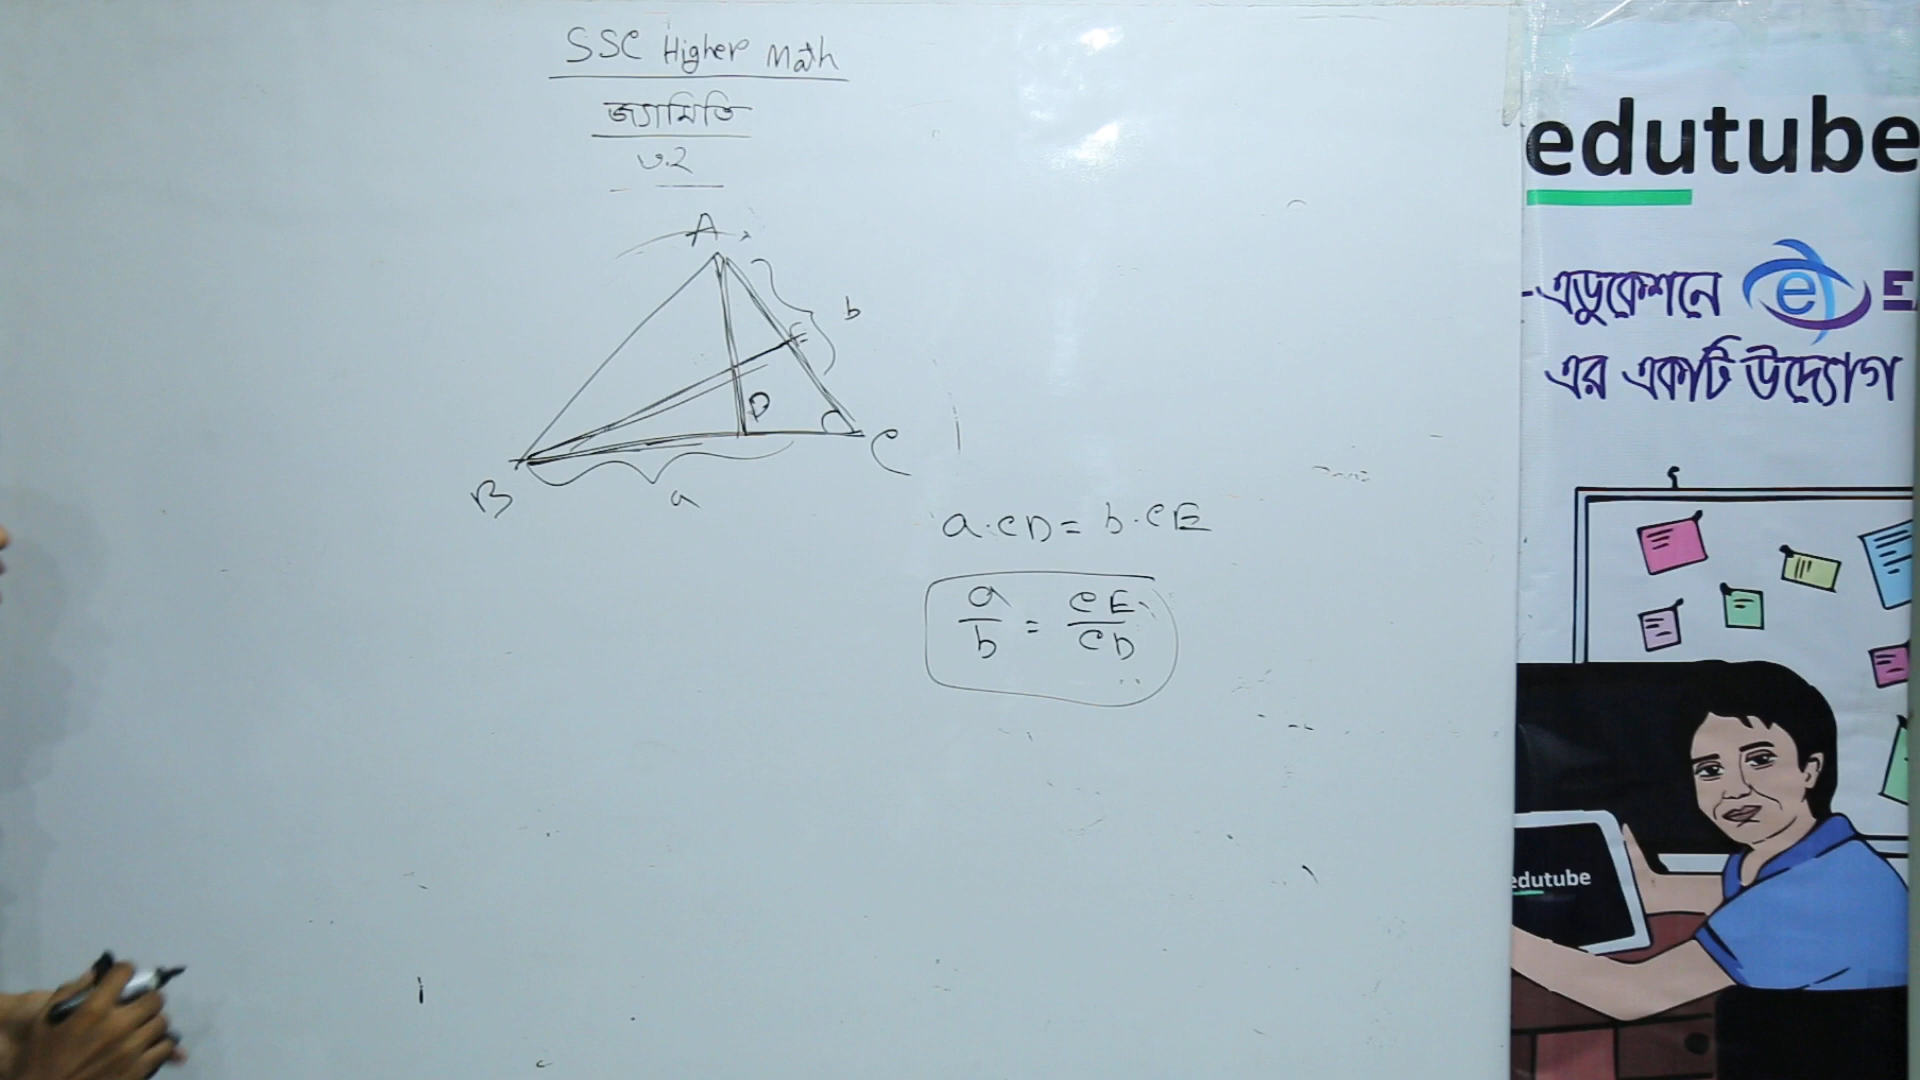 SSC Higher Math
জ্যামিতি
৩.২
A
b
E
D
C
B
a
a.CD = b.CE
a/b = CE/CD
edutube
-এডুকেশনে e E
এর একটি উদ্যোগ
edutube